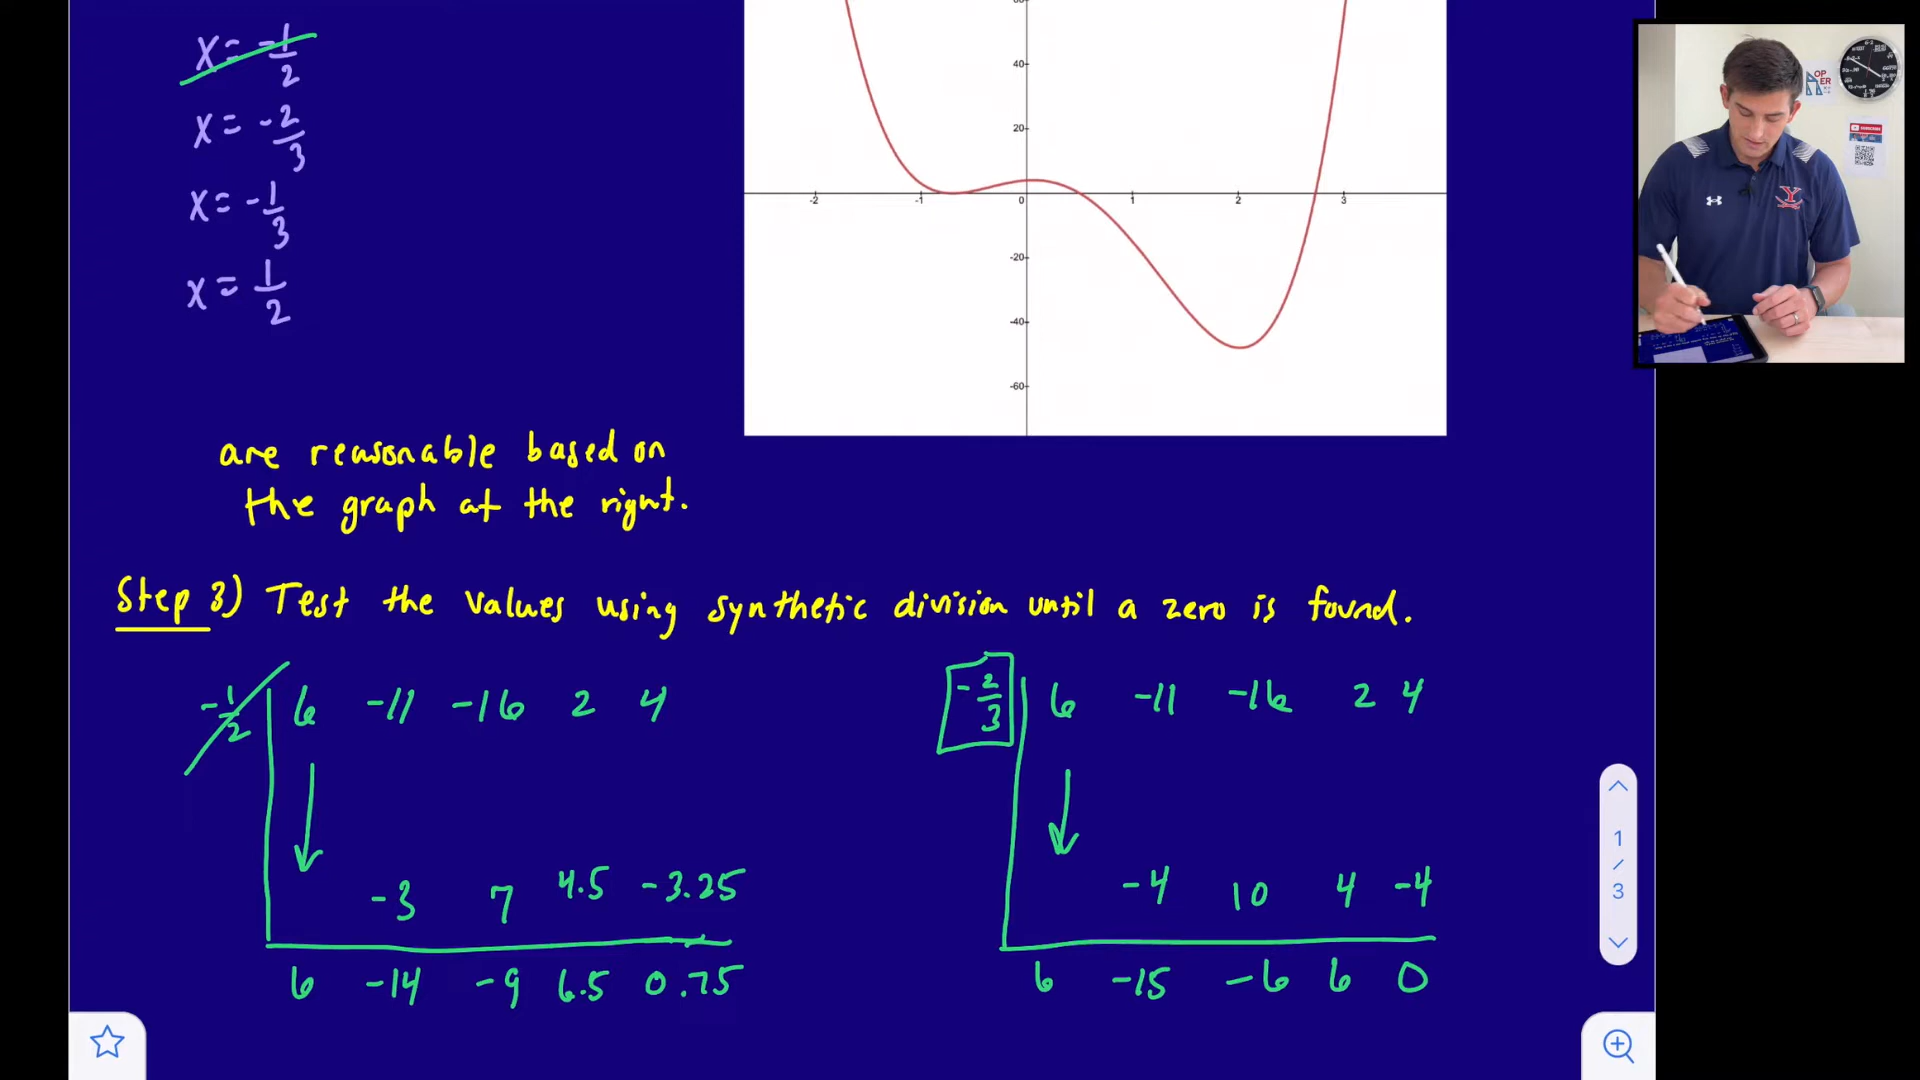 x = -1/2
x = -2/3
x = -1/3
x = 1/2
60
40
20
-2 -1 0 1 2 3
-20
-40
-60
OP
ER
SUBSCRIBE
Y
are reasonable based on
the graph at the right.
Step 3) Test the values using synthetic division until a zero is found.
-1/2 6 -11 -16 2 4
-3 7 4.5 -3.25
6 -14 -9 6.5 0.75
-2/3 6 -11 -16 2 4
-4 10 4 -4
6 -15 -6 6 0
1
/
3